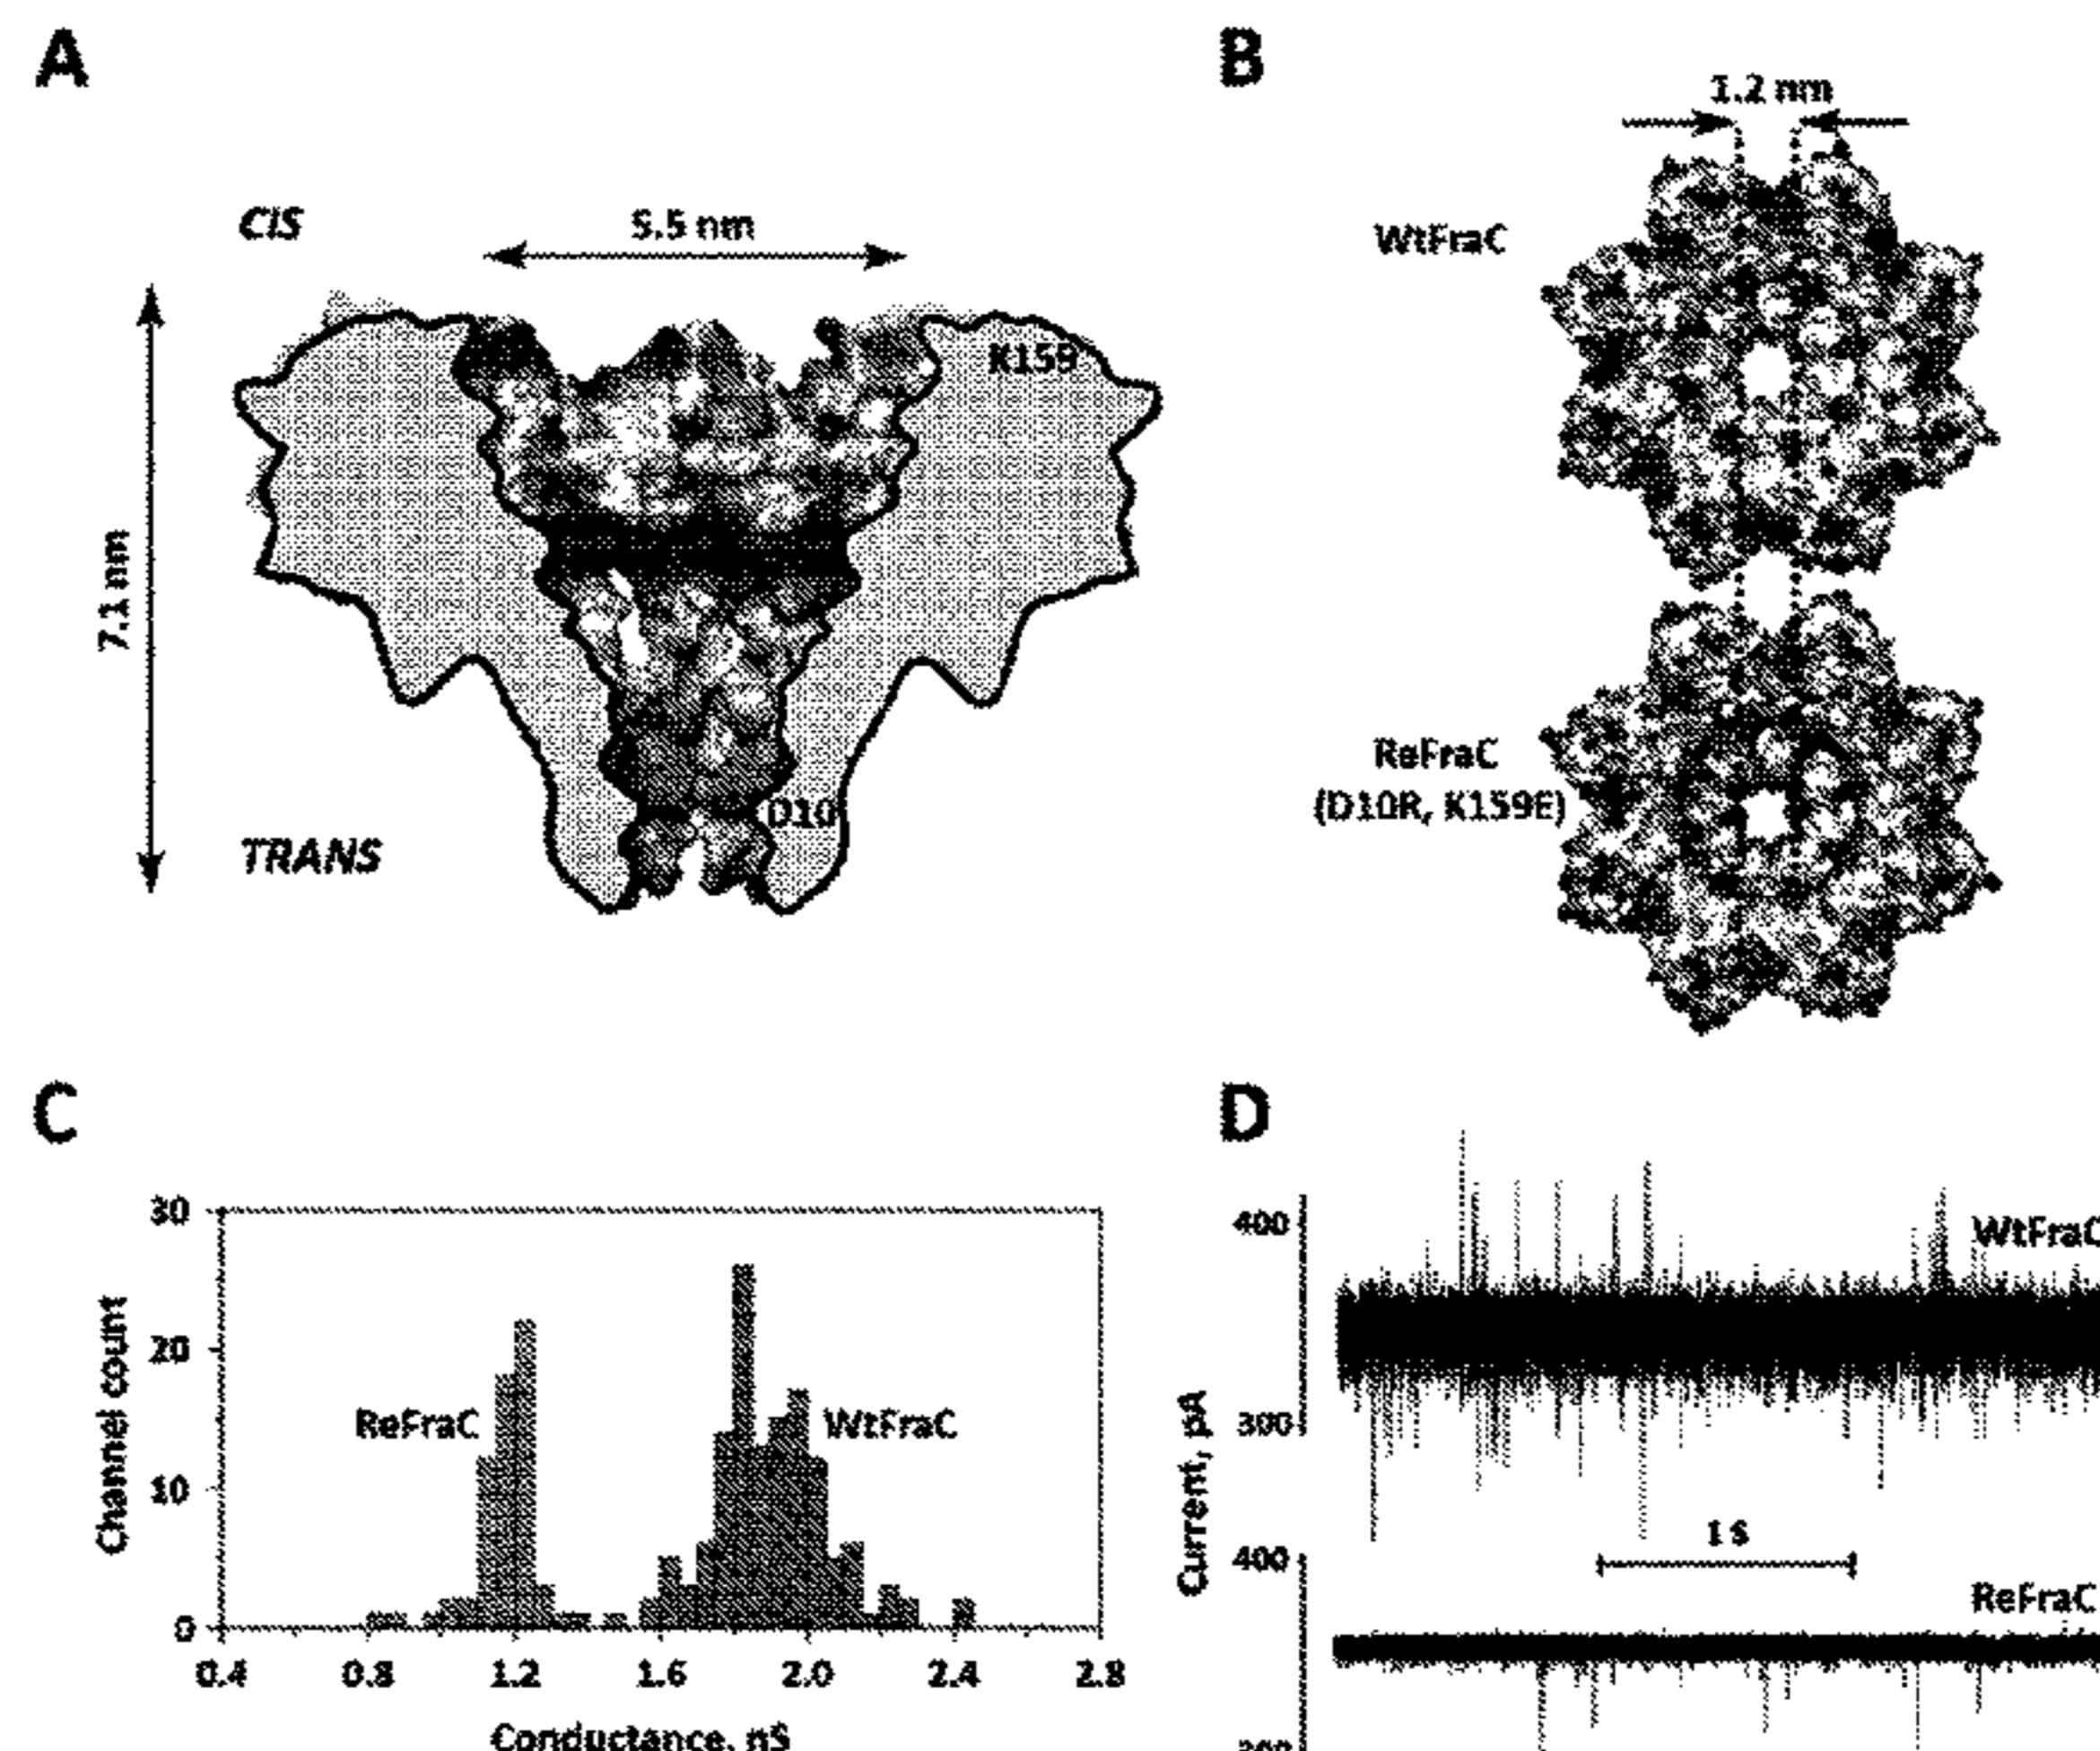 A
B
1.2 nm
CIS
5.5 nm
WtFraC
K159
7.1 nm
ReFraC
(D10R, K159E)
D10
TRANS
C
D
30
20
10
0
Channel count
ReFraC
WtFraC
0.4 0.8 1.2 1.6 2.0 2.4 2.8
Conductance, nS
400
WtFraC
300
Current, pA
1 s
400
ReFraC
300